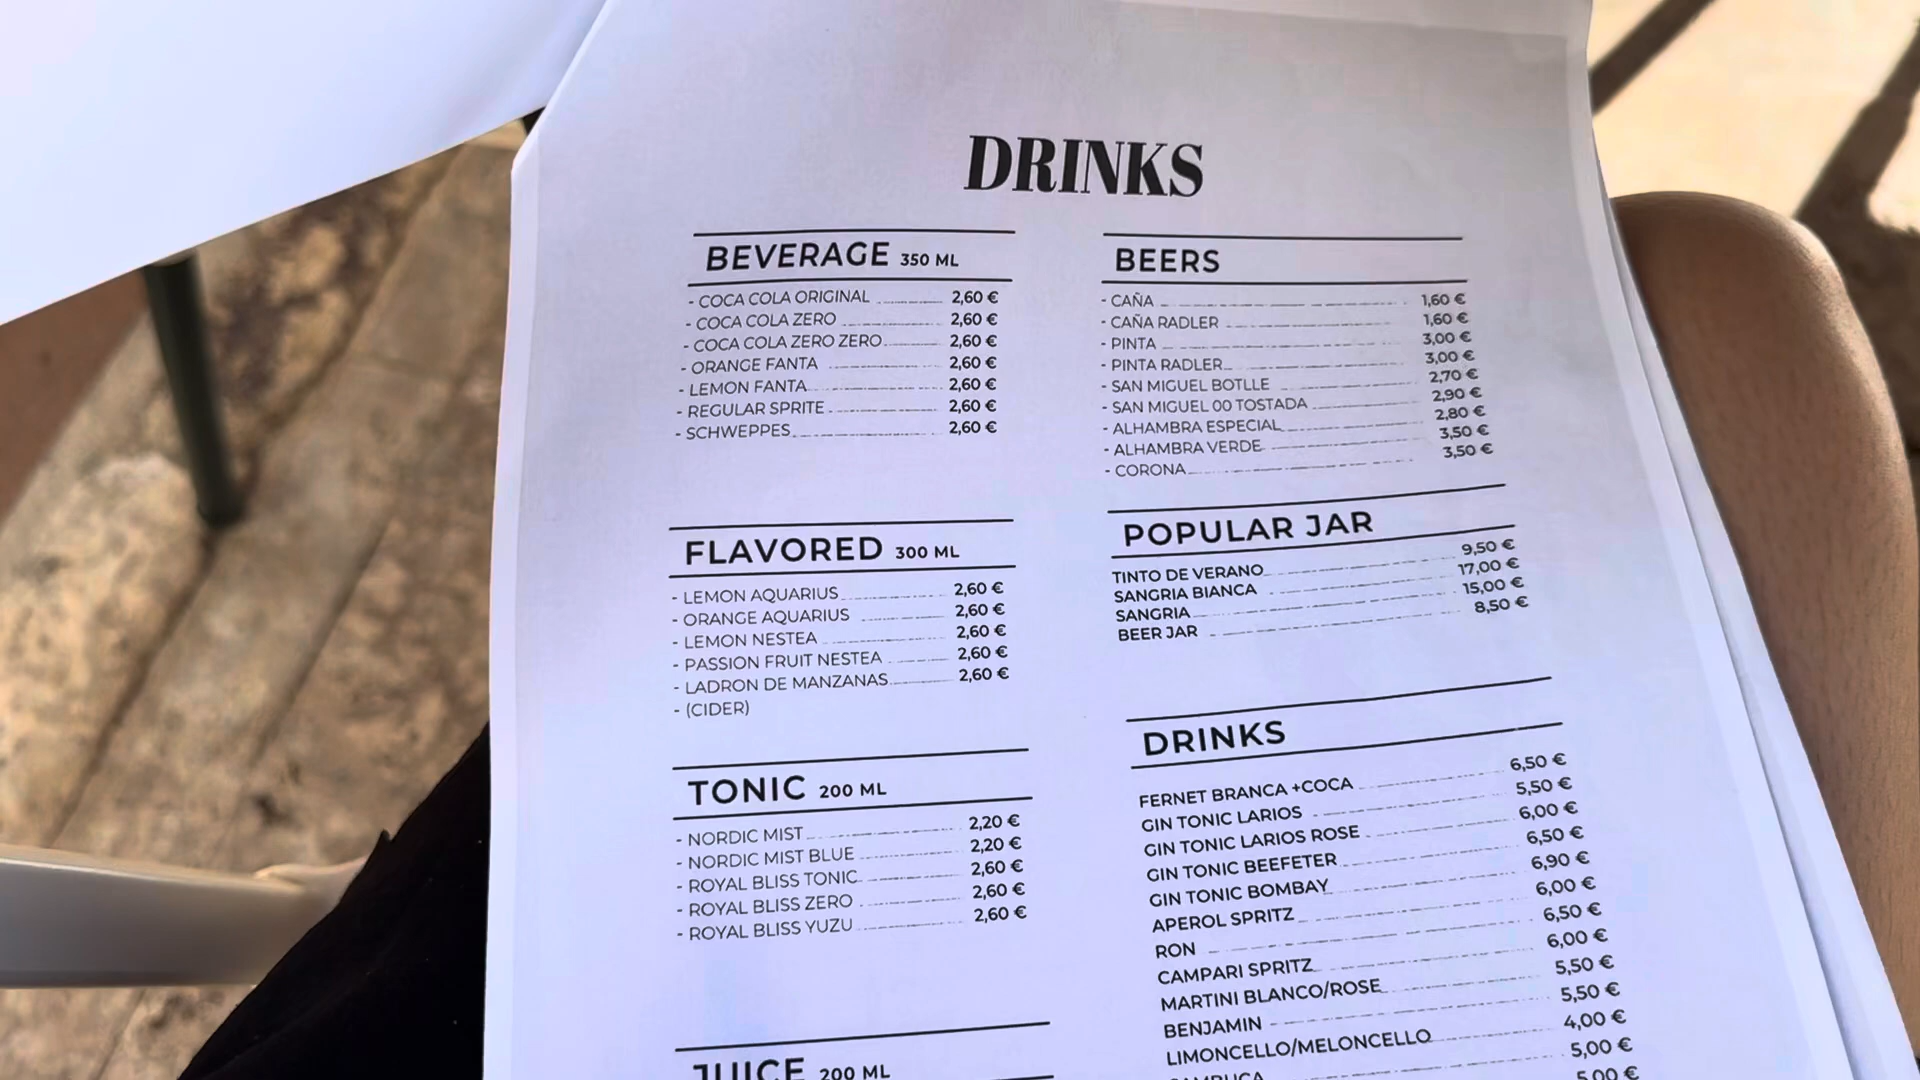 DRINKS
BEVERAGE 350 ML
- COCA COLA ORIGINAL 2,60 €
- COCA COLA ZERO 2,60 €
- COCA COLA ZERO ZERO 2,60 €
- ORANGE FANTA 2,60 €
- LEMON FANTA 2,60 €
- REGULAR SPRITE 2,60 €
- SCHWEPPES 2,60 €
FLAVORED 300 ML
- LEMON AQUARIUS 2,60 €
- ORANGE AQUARIUS 2,60 €
- LEMON NESTEA 2,60 €
- PASSION FRUIT NESTEA 2,60 €
- LADRON DE MANZANAS 2,60 €
- (CIDER)
TONIC 200 ML
- NORDIC MIST 2,20 €
- NORDIC MIST BLUE 2,20 €
- ROYAL BLISS TONIC 2,60 €
- ROYAL BLISS ZERO 2,60 €
- ROYAL BLISS YUZU 2,60 €
JUICE 200 ML
BEERS
- CAÑA 1,60 €
- CAÑA RADLER 1,60 €
- PINTA 3,00 €
- PINTA RADLER 3,00 €
- SAN MIGUEL BOTLLE 2,70 €
- SAN MIGUEL 00 TOSTADA 2,90 €
- ALHAMBRA ESPECIAL 2,80 €
- ALHAMBRA VERDE 3,50 €
- CORONA 3,50 €
POPULAR JAR
TINTO DE VERANO 9,50 €
SANGRIA BIANCA 17,00 €
SANGRIA 15,00 €
BEER JAR 8,50 €
DRINKS
FERNET BRANCA +COCA 6,50 €
GIN TONIC LARIOS 5,50 €
GIN TONIC LARIOS ROSE 6,00 €
GIN TONIC BEEFETER 6,50 €
GIN TONIC BOMBAY 6,90 €
APEROL SPRITZ 6,00 €
RON 6,50 €
CAMPARI SPRITZ 6,00 €
MARTINI BLANCO/ROSE 5,50 €
BENJAMIN 5,50 €
LIMONCELLO/MELONCELLO 4,00 €
SAMBUCA 5,00 €
5,00 €